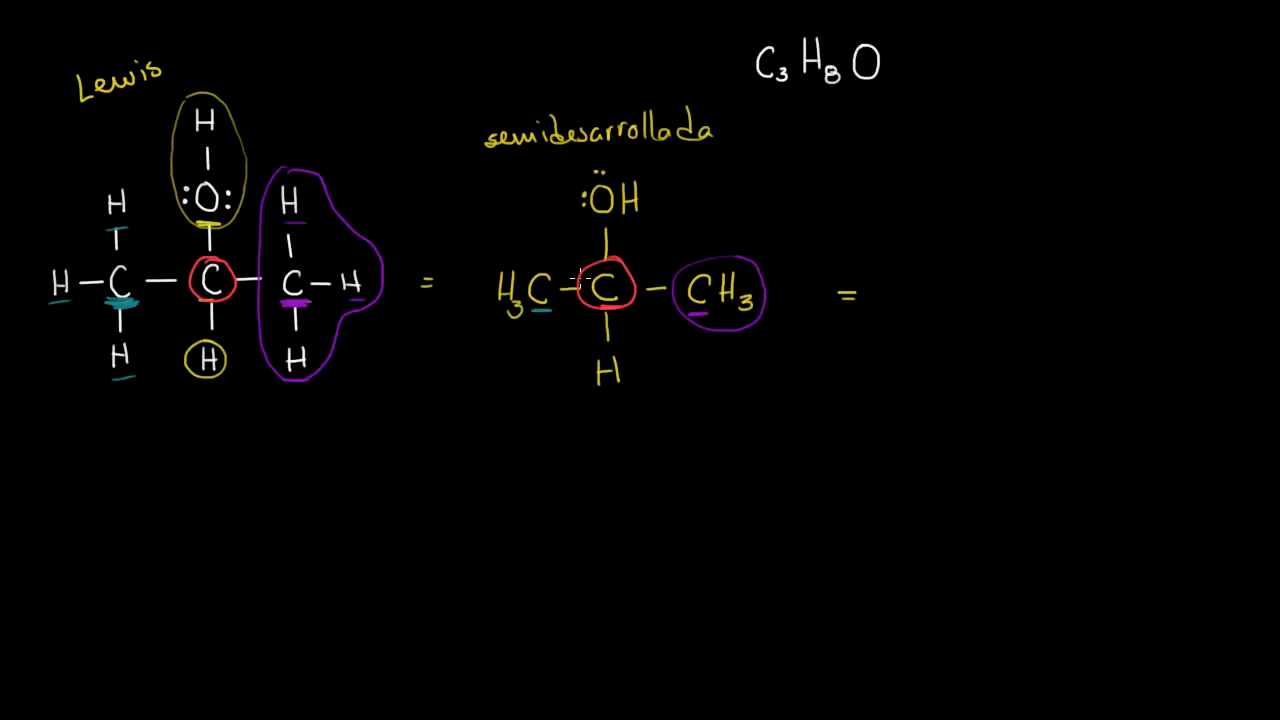 C3H8O
Lewis
H
semidesarrollada
H :O: H :ÖH
H-C-C-C-H = H3C-C-CH3 =
H H H H